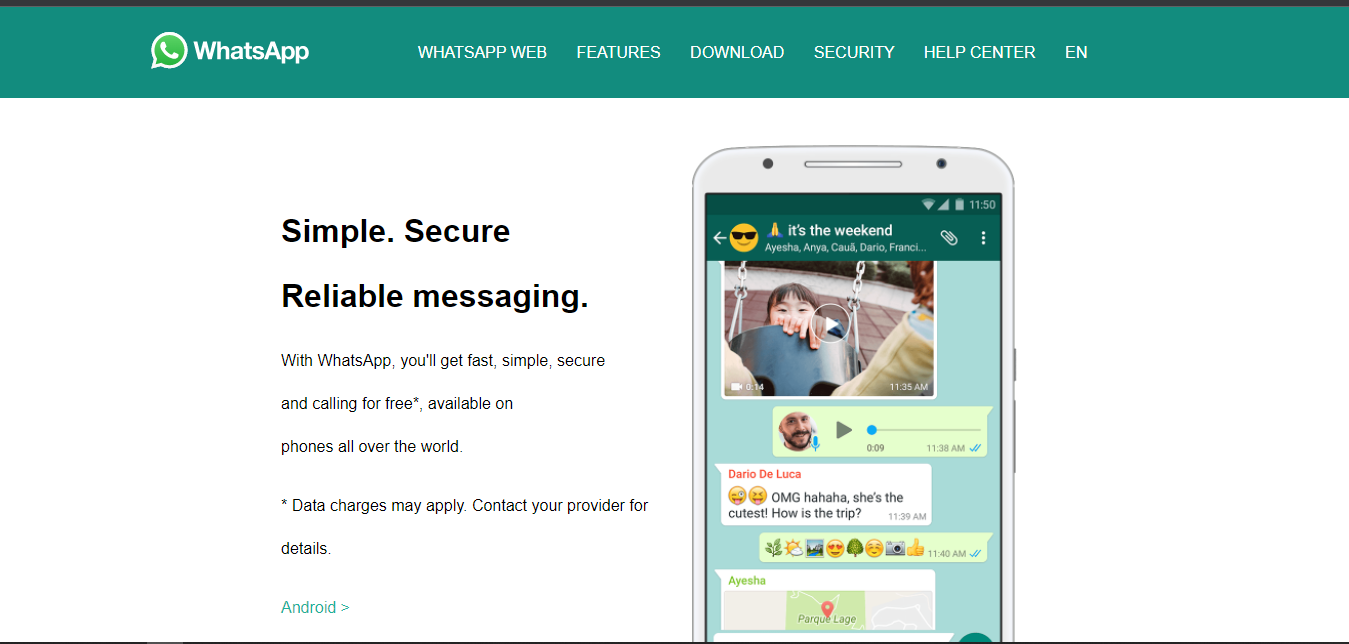 WhatsApp
WHATSAPP WEB FEATURES DOWNLOAD SECURITY HELP CENTER EN
Simple. Secure
Reliable messaging.
With WhatsApp, you'll get fast, simple, secure
and calling for free*, available on
phones all over the world.
* Data charges may apply. Contact your provider for
details.
Android >
11:50
🙏 it's the weekend
Ayesha, Anya, Cauã, Dario, Franci...
0:14 11:35 AM
0:09 11:38 AM
Dario De Luca
😜😝 OMG hahaha, she's the
cutest! How is the trip? 11:39 AM
🌿🌤️🏞️😍🌳☺️📷👍 11:40 AM
Ayesha
Parque Lage